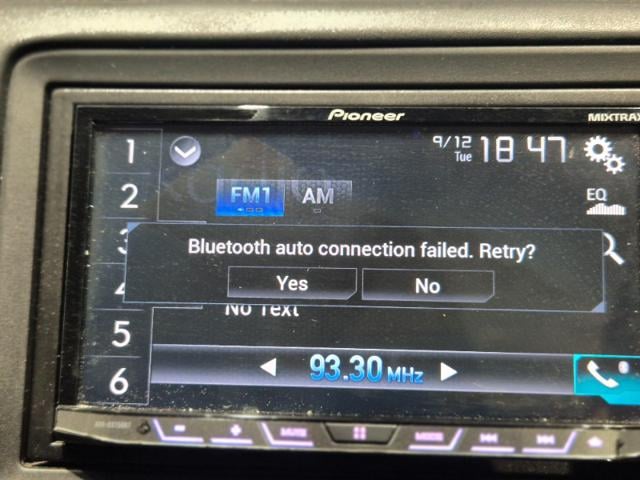 Pioneer
MIXTRAX
1
9/12
Tue
18 47
2
FM1
AM
EQ
3
Bluetooth auto connection failed. Retry?
Yes
No
4
No Text
5
93.30 MHz
6
MUTE
MODE